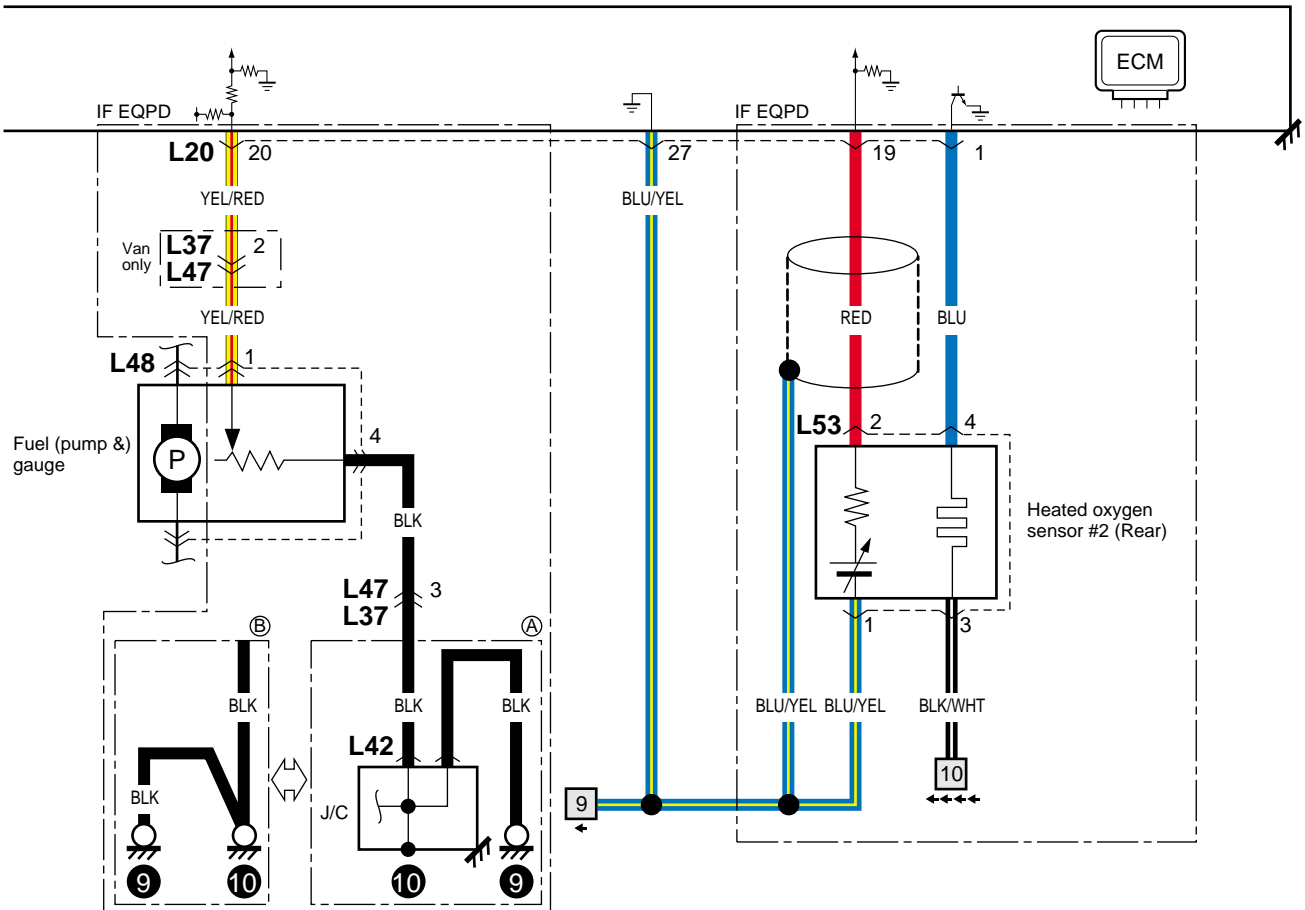 ECM
IF EQPD
IF EQPD
L20
20
27
19
1
YEL/RED
BLU/YEL
Van
only
L37
2
L47
YEL/RED
RED
BLU
L48
1
L53
2
4
Fuel (pump &)
gauge
P
4
Heated oxygen
sensor #2 (Rear)
BLK
L47
3
L37
1
3
B
A
BLK
BLK
BLK
BLU/YEL
BLU/YEL
BLK/WHT
L42
10
BLK
J/C
9
9
10
10
9